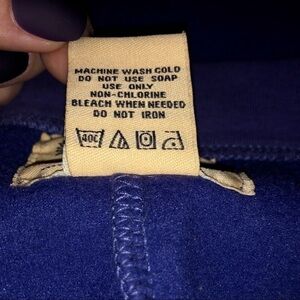 MACHINE WASH COLD
DO NOT USE SOAP
USE ONLY
NON-CHLORINE
BLEACH WHEN NEEDED
DO NOT IRON
40C